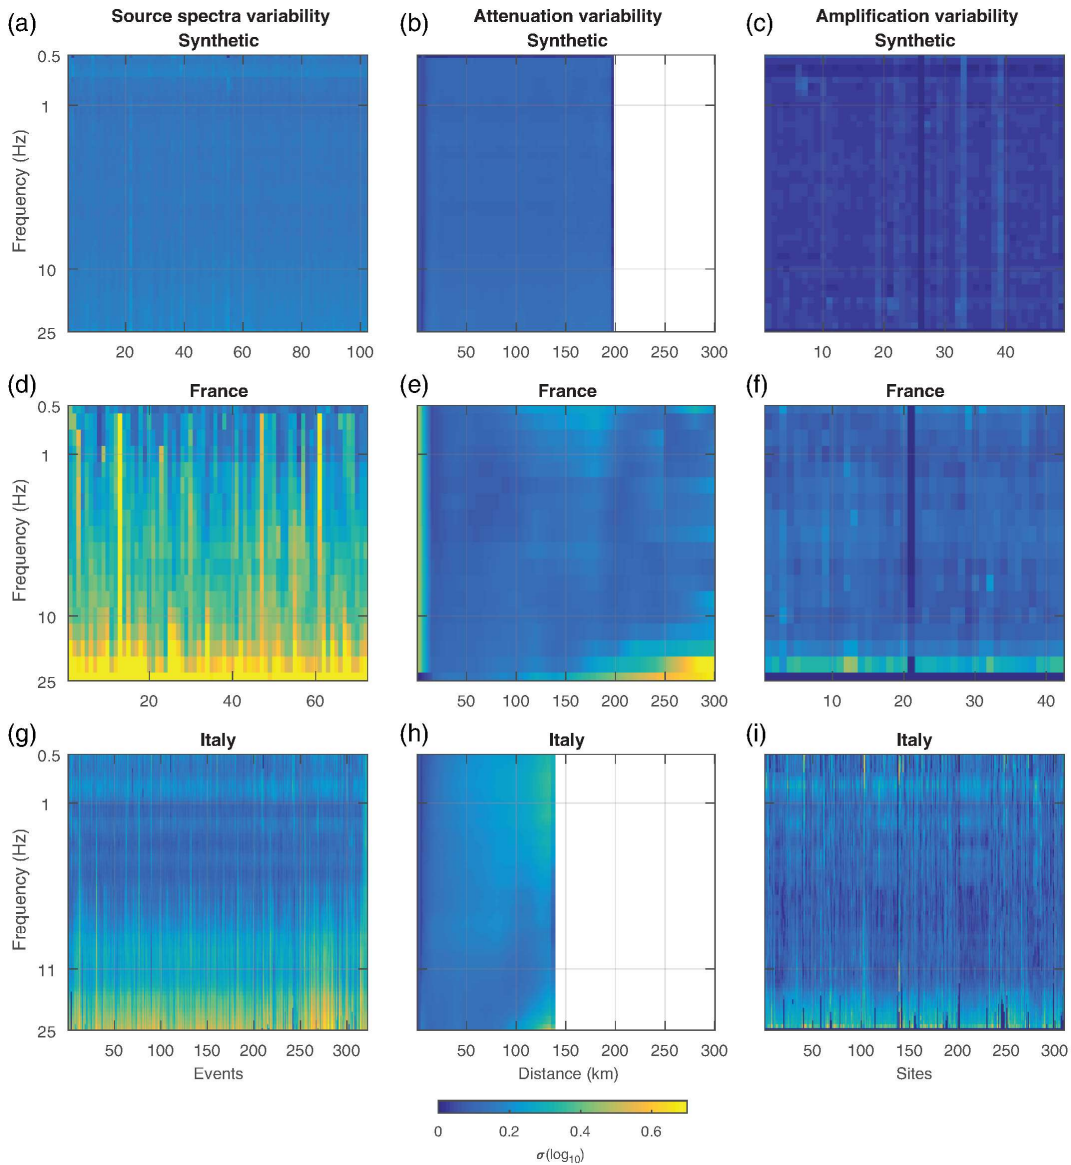 (a) Source spectra variability (b) Attenuation variability (c) Amplification variability
Synthetic Synthetic Synthetic
0.5
1
Frequency (Hz)
10
25
20 40 60 80 100 50 100 150 200 250 300 10 20 30 40
(d) France (e) France (f) France
0.5
1
Frequency (Hz)
10
25
20 40 60 50 100 150 200 250 300 10 20 30 40
(g) Italy (h) Italy (i) Italy
0.5
1
Frequency (Hz)
11
25
50 100 150 200 250 300 50 100 150 200 250 300 50 100 150 200 250 300
Events Distance (km) Sites
0 0.2 0.4 0.6
σ(log10)